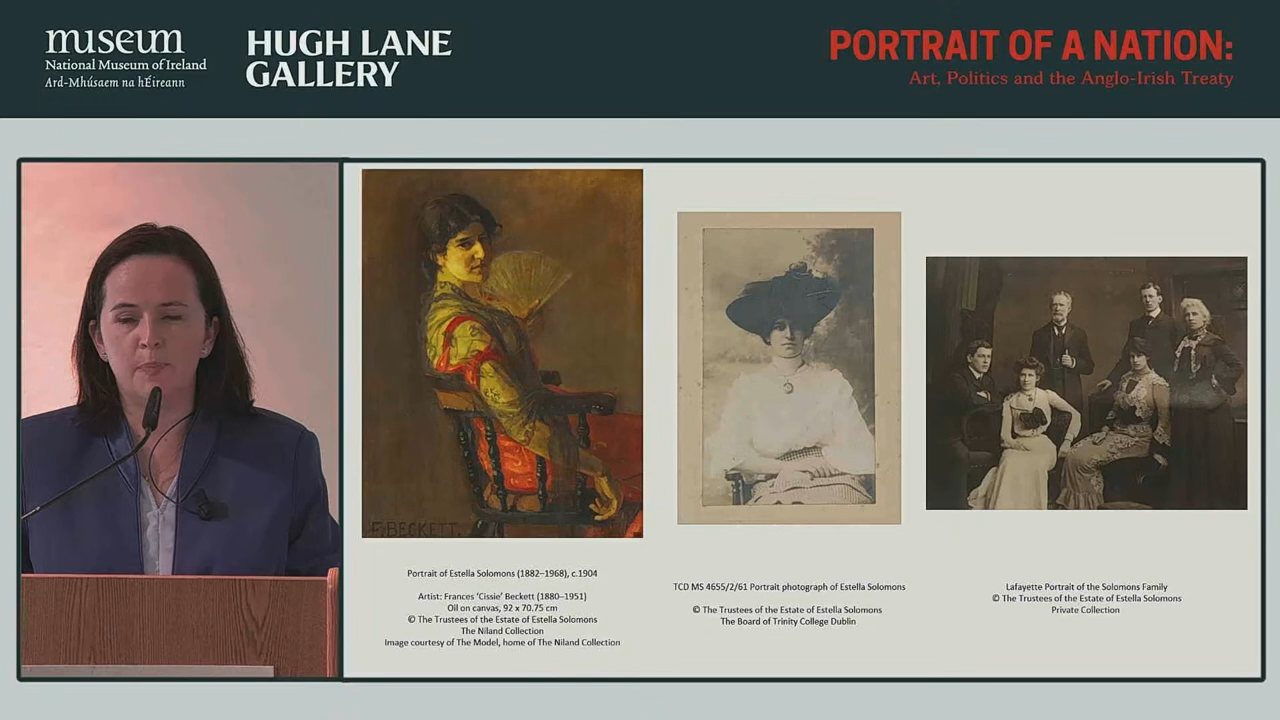 museum
National Museum of Ireland
Ard-Mhúsaem na hÉireann
HUGH LANE
GALLERY
PORTRAIT OF A NATION:
Art, Politics and the Anglo-Irish Treaty
F. BECKETT.
Portrait of Estella Solomons (1882–1968), c.1904
Artist: Frances ‘Cissie’ Beckett (1880–1951)
Oil on canvas, 92 x 70.75 cm
© The Trustees of the Estate of Estella Solomons
The Niland Collection
Image courtesy of The Model, home of The Niland Collection
TCD MS 4655/2/61 Portrait photograph of Estella Solomons
© The Trustees of the Estate of Estella Solomons
The Board of Trinity College Dublin
Lafayette Portrait of the Solomons Family
© The Trustees of the Estate of Estella Solomons
Private Collection